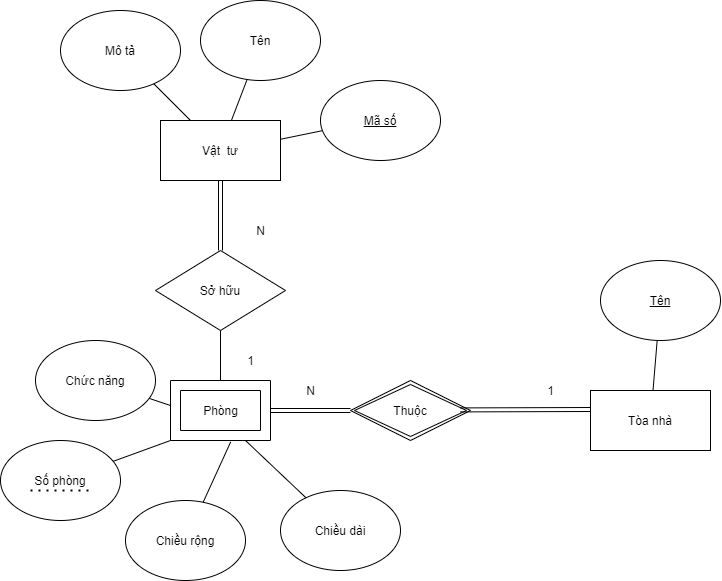 Mô tả
Tên
Mã số
Vật tư
N
Sở hữu
1
Chức năng
Phòng
N
Thuộc
1
Tên
Tòa nhà
Số phòng
Chiều rộng
Chiều dài